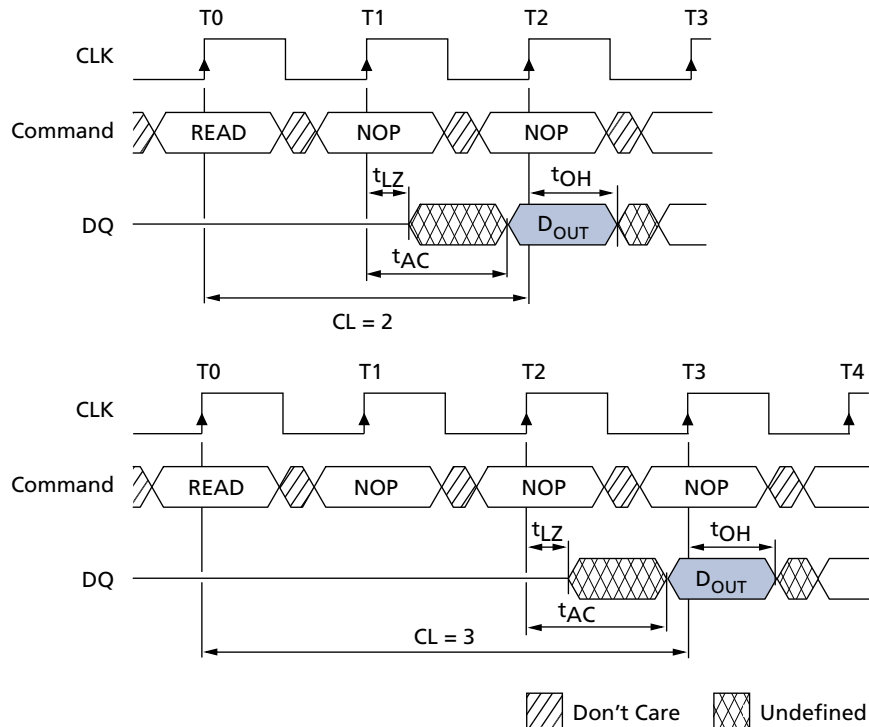 T0 T1 T2 T3
CLK
Command READ NOP NOP
tLZ tOH
DQ DOUT
tAC
CL = 2
T0 T1 T2 T3 T4
CLK
Command READ NOP NOP NOP
tLZ tOH
DQ DOUT
tAC
CL = 3
Don't Care Undefined